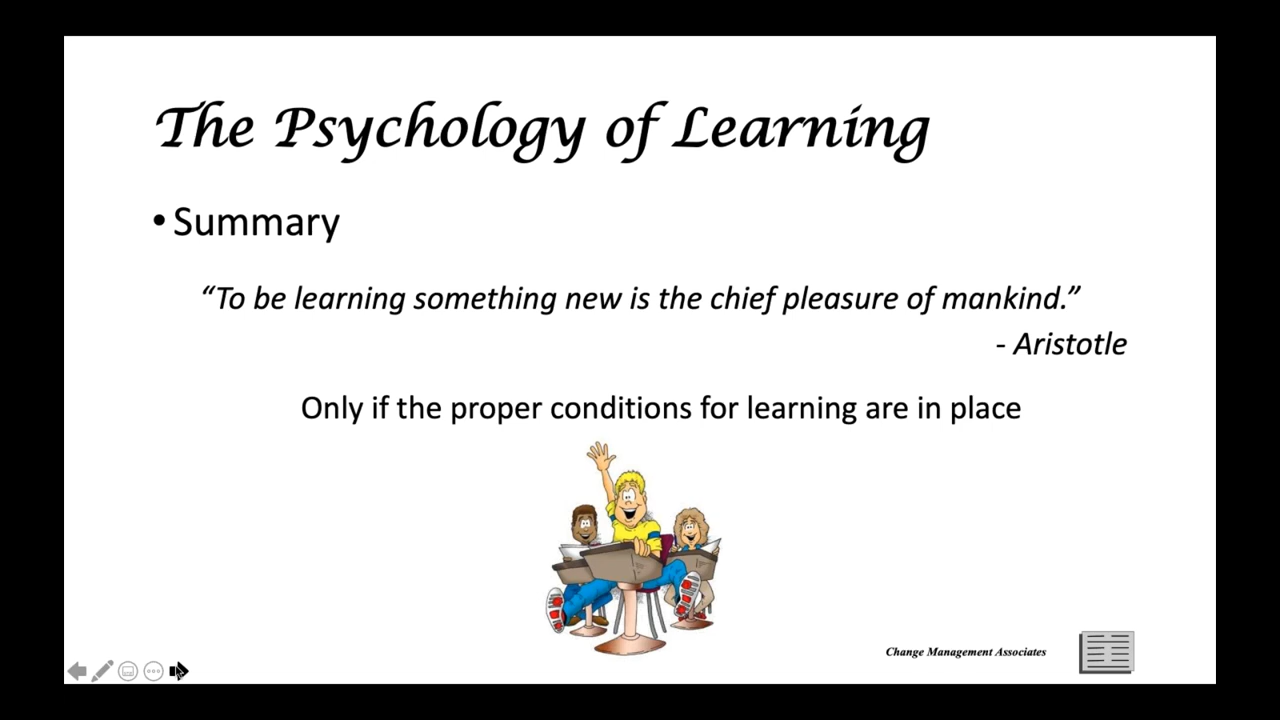 The Psychology of Learning
• Summary
“To be learning something new is the chief pleasure of mankind.”
- Aristotle
Only if the proper conditions for learning are in place
Change Management Associates